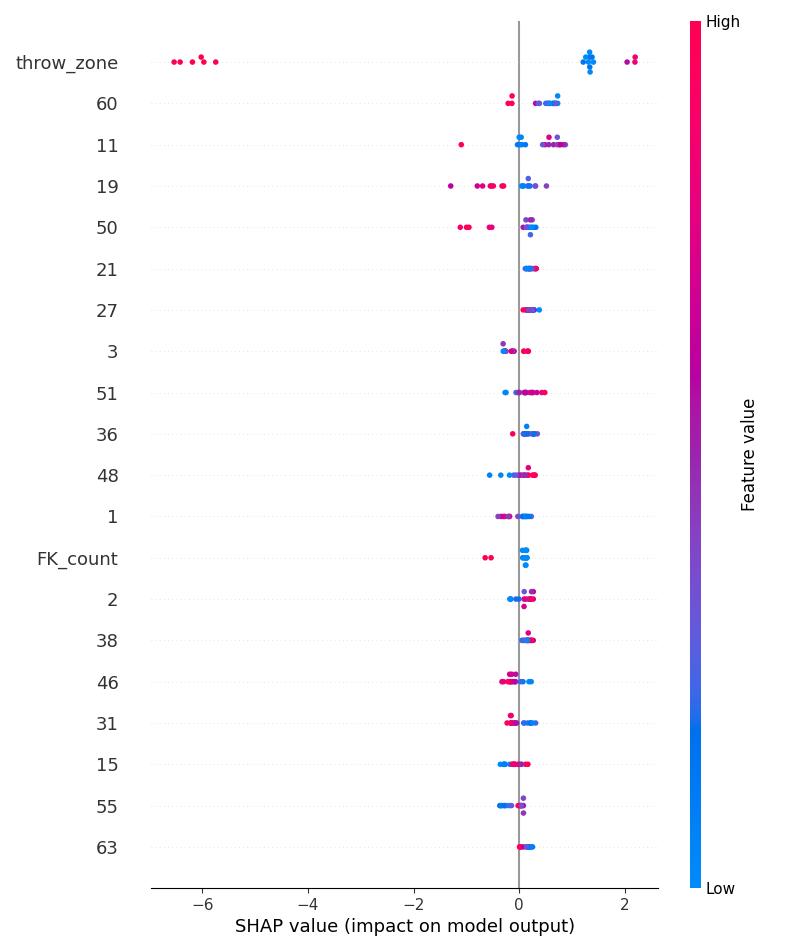 High
throw_zone
60
11
19
50
21
27
3
51
36
48
1
FK_count
2
38
46
31
15
55
63
Feature value
Low
−6 −4 −2 0 2
SHAP value (impact on model output)